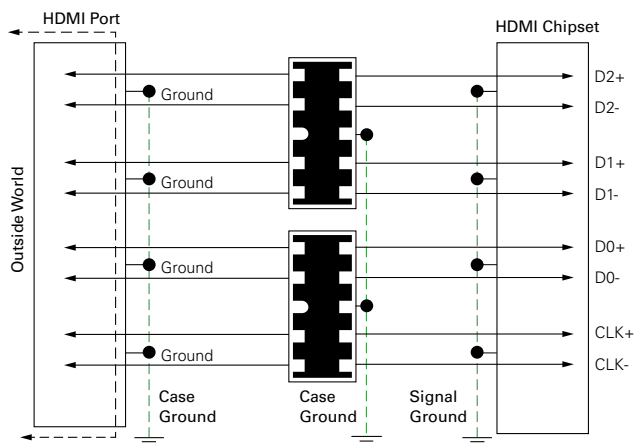 HDMI Port
HDMI Chipset
Outside World
Ground
Ground
Ground
Ground
D2+
D2-
D1+
D1-
D0+
D0-
CLK+
CLK-
Case
Ground
Case
Ground
Signal
Ground